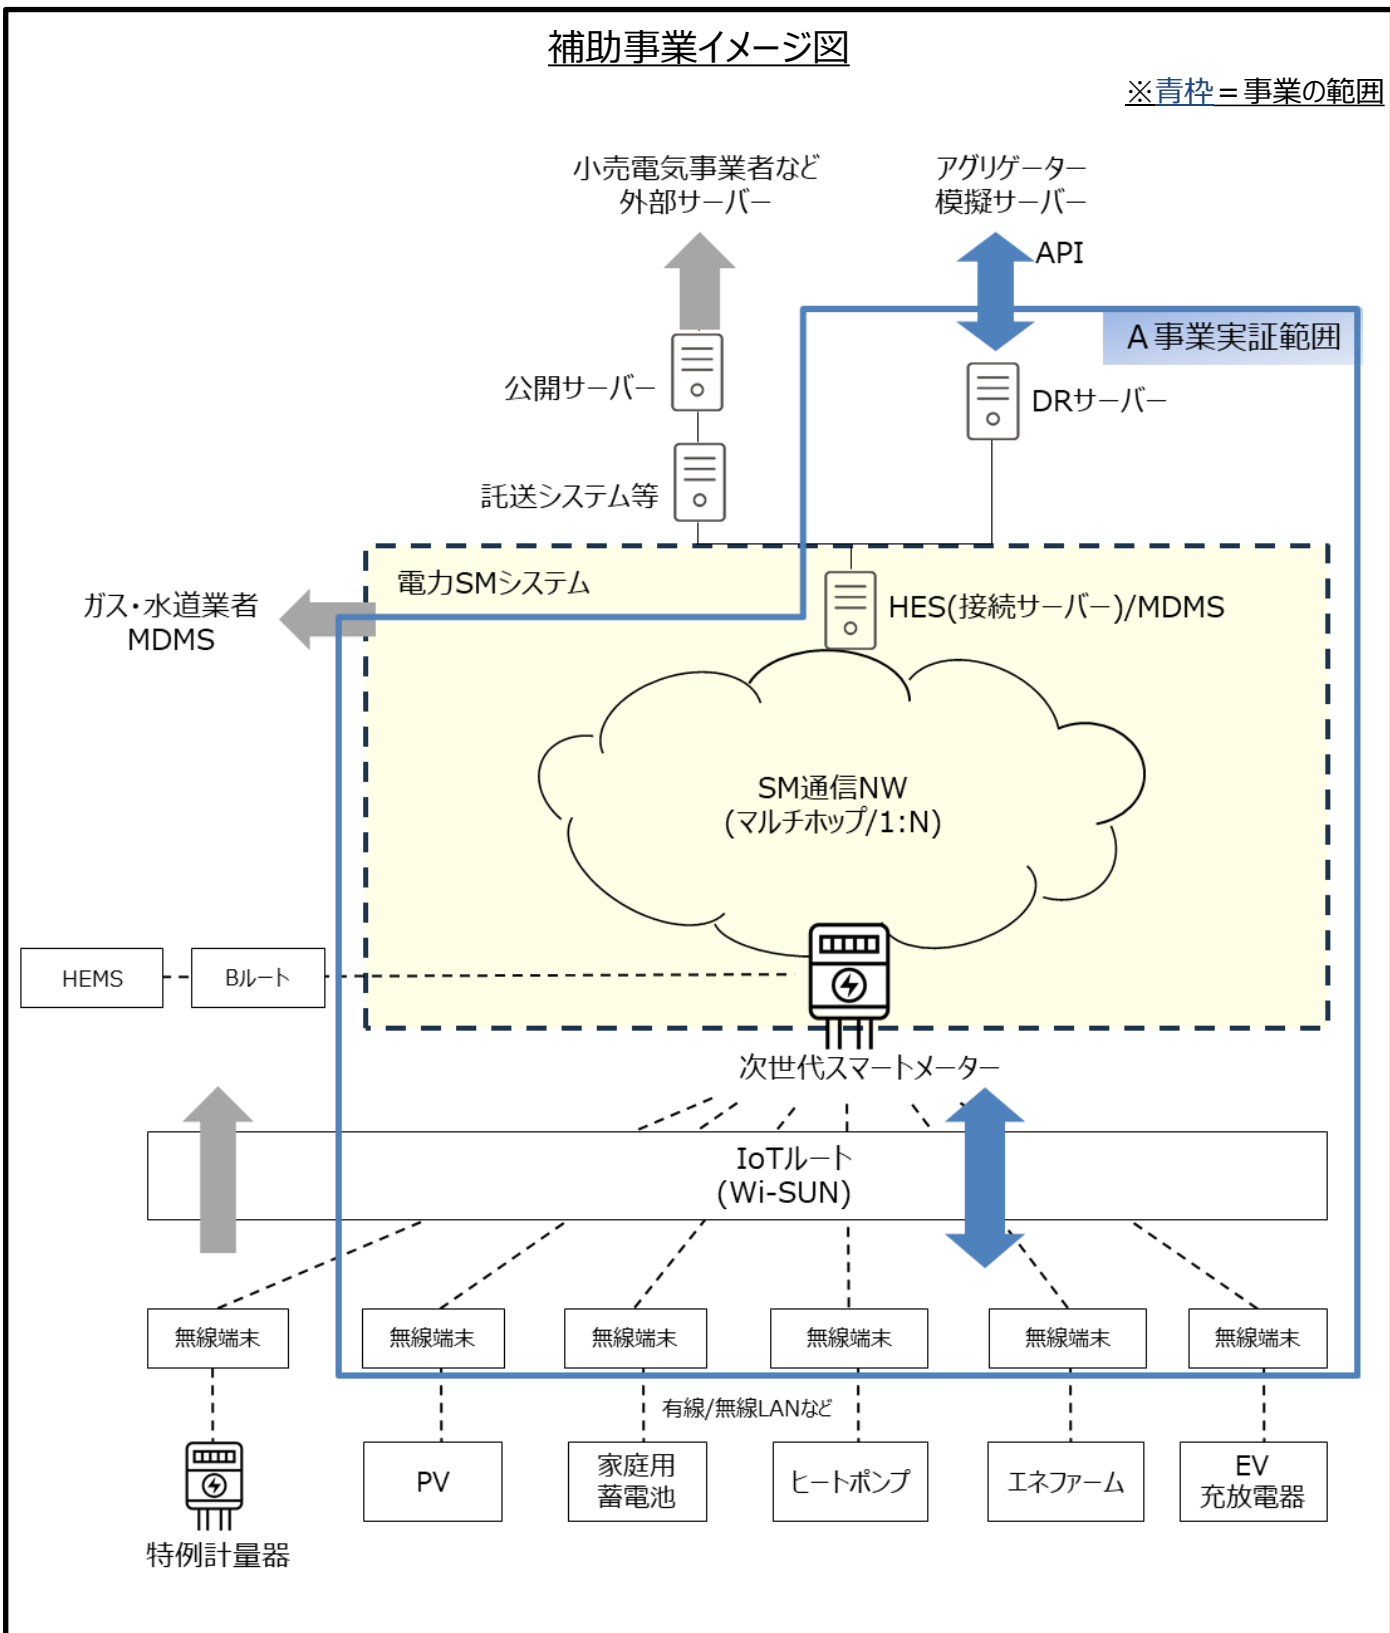 補助事業イメージ図
※青枠＝事業の範囲
小売電気事業者など
外部サーバー
アグリゲーター
模擬サーバー
API
A事業実証範囲
公開サーバー
DRサーバー
託送システム等
電力SMシステム
HES(接続サーバー)/MDMS
ガス・水道業者
MDMS
SM通信NW
(マルチホップ/1:N)
HEMS
Bルート
次世代スマートメーター
IoTルート
(Wi-SUN)
無線端末
無線端末
無線端末
無線端末
無線端末
無線端末
有線/無線LANなど
PV
家庭用
蓄電池
ヒートポンプ
エネファーム
EV
充放電器
特例計量器